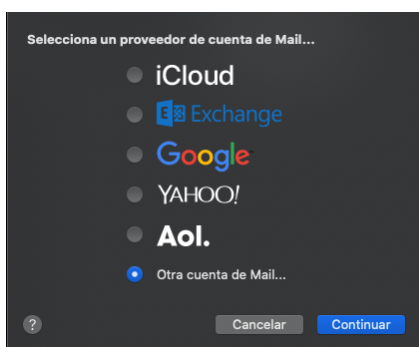 Selecciona un proveedor de cuenta de Mail...
iCloud
E Exchange
Google
YAHOO!
Aol.
Otra cuenta de Mail...
? Cancelar Continuar